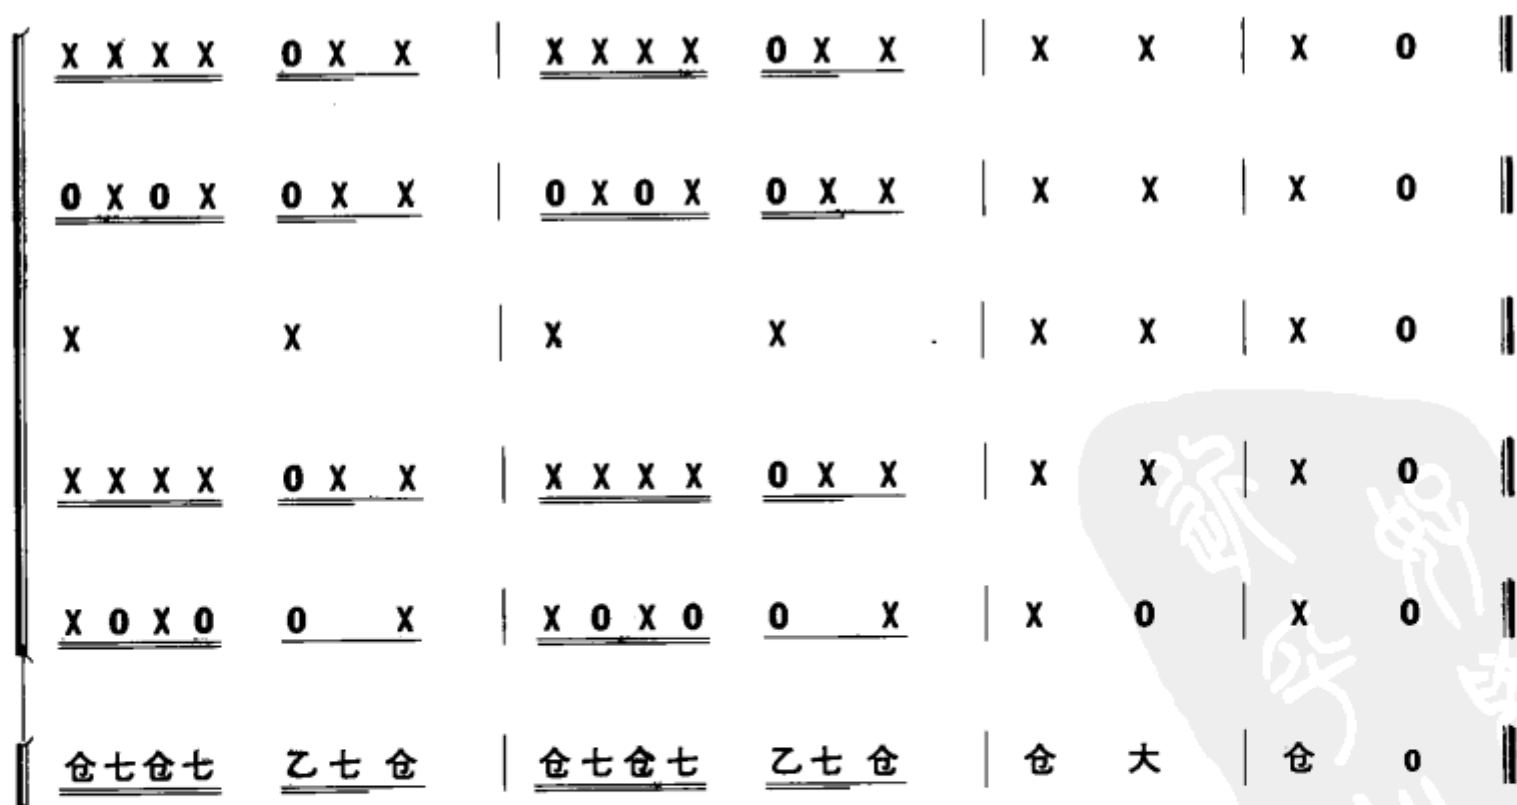 X X X X 0 X X | X X X X 0 X X | X X | X 0 ‖
0 X 0 X 0 X X | 0 X 0 X 0 X X | X X | X 0 ‖
X X | X X | X X | X 0 ‖
X X X X 0 X X | X X X X 0 X X | X X | X 0 ‖
X 0 X 0 0 X | X 0 X 0 0 X | X 0 | X 0 ‖
仓七仓七 乙七仓 | 仓七仓七 乙七仓 | 仓 大 | 仓 0 ‖